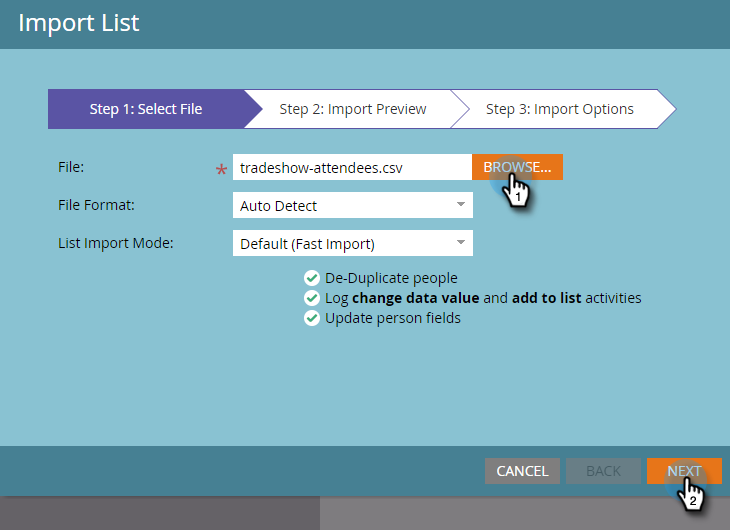 Import List
Step 1: Select File
Step 2: Import Preview
Step 3: Import Options
File: * tradeshow-attendees.csv BROWSE...
1
File Format: Auto Detect
List Import Mode: Default (Fast Import)
De-Duplicate people
Log change data value and add to list activities
Update person fields
CANCEL BACK NEXT
2